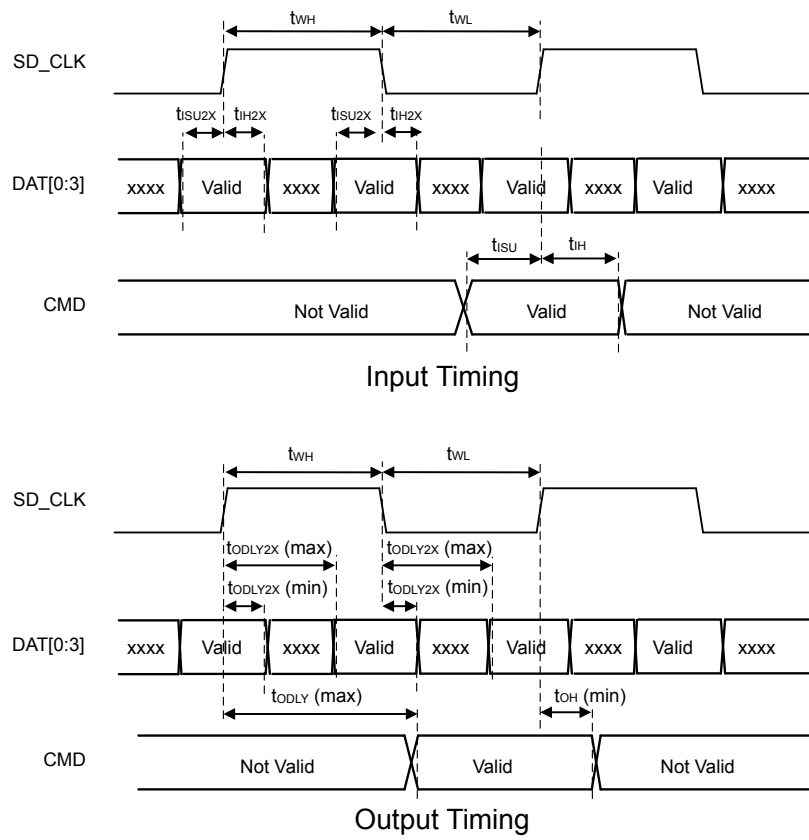 tWH tWL
SD_CLK
tISU2X tIH2X tISU2X tIH2X
DAT[0:3] xxxx Valid xxxx Valid xxxx Valid xxxx Valid xxxx
tISU tIH
CMD Not Valid Valid Not Valid
Input Timing
tWH tWL
SD_CLK
tODLY2X (max) tODLY2X (max)
tODLY2X (min) tODLY2X (min)
DAT[0:3] xxxx Valid xxxx Valid xxxx Valid xxxx Valid xxxx
tODLY (max) tOH (min)
CMD Not Valid Valid Not Valid
Output Timing